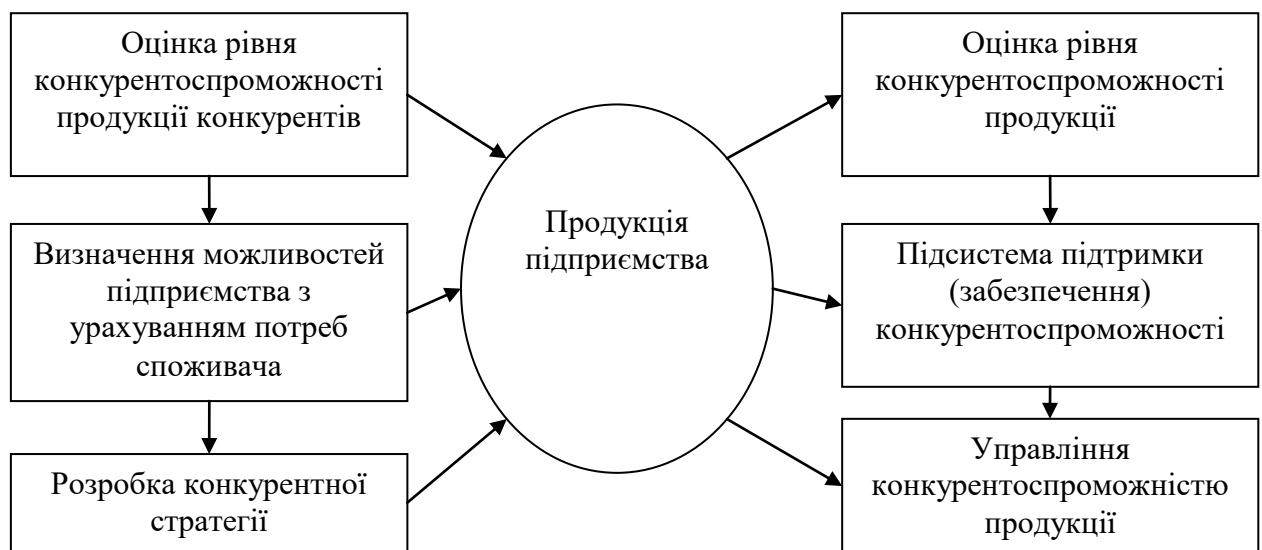 Оцінка рівня
конкурентоспроможності
продукції конкурентів
Визначення можливостей
підприємства з
урахуванням потреб
споживача
Розробка конкурентної
стратегії
Продукція
підприємства
Оцінка рівня
конкурентоспроможності
продукції
Підсистема підтримки
(забезпечення)
конкурентоспроможності
Управління
конкурентоспроможністю
продукції